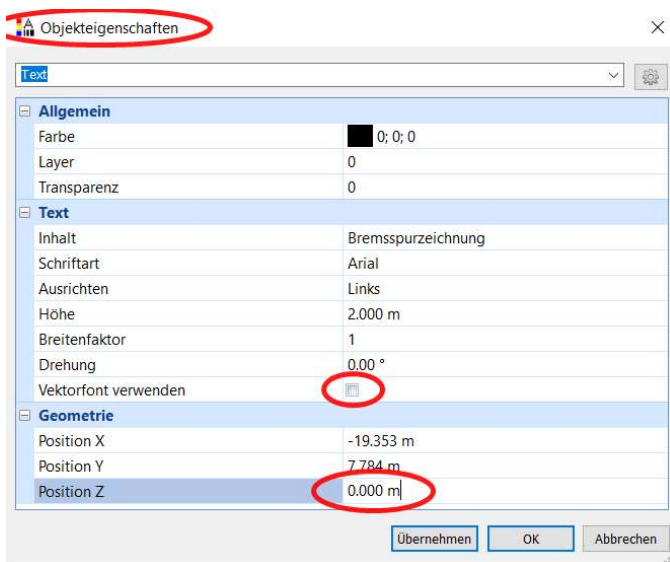 Objekteigenschaften
Text
Allgemein
Farbe 0; 0; 0
Layer 0
Transparenz 0
Text
Inhalt Bremsspurzeichnung
Schriftart Arial
Ausrichten Links
Höhe 2.000 m
Breitenfaktor 1
Drehung 0.00 °
Vektorfont verwenden
Geometrie
Position X -19.353 m
Position Y 7.784 m
Position Z 0.000 m
Übernehmen OK Abbrechen